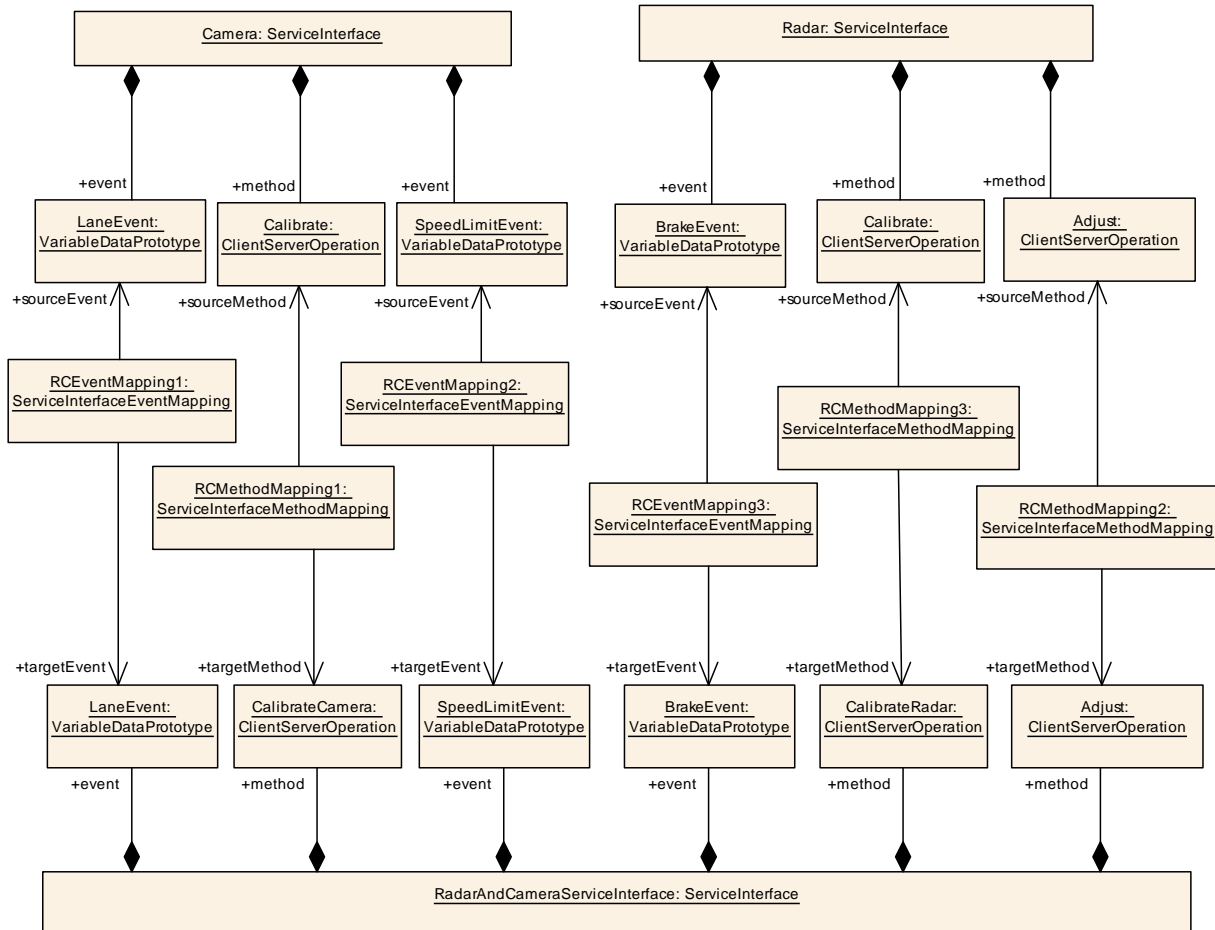 Camera: ServiceInterface
Radar: ServiceInterface
+event
+method
+event
+event
+method
+method
LaneEvent:
VariableDataPrototype
Calibrate:
ClientServerOperation
SpeedLimitEvent:
VariableDataPrototype
BrakeEvent:
VariableDataPrototype
Calibrate:
ClientServerOperation
Adjust:
ClientServerOperation
+sourceEvent
+sourceMethod
+sourceEvent
+sourceEvent
+sourceMethod
+sourceMethod
RCEventMapping1:
ServiceInterfaceEventMapping
RCEventMapping2:
ServiceInterfaceEventMapping
RCMethodMapping3:
ServiceInterfaceMethodMapping
RCMethodMapping1:
ServiceInterfaceMethodMapping
RCEventMapping3:
ServiceInterfaceEventMapping
RCMethodMapping2:
ServiceInterfaceMethodMapping
+targetEvent
+targetMethod
+targetEvent
+targetEvent
+targetMethod
+targetMethod
LaneEvent:
VariableDataPrototype
CalibrateCamera:
ClientServerOperation
SpeedLimitEvent:
VariableDataPrototype
BrakeEvent:
VariableDataPrototype
CalibrateRadar:
ClientServerOperation
Adjust:
ClientServerOperation
+event
+method
+event
+event
+method
+method
RadarAndCameraServiceInterface: ServiceInterface